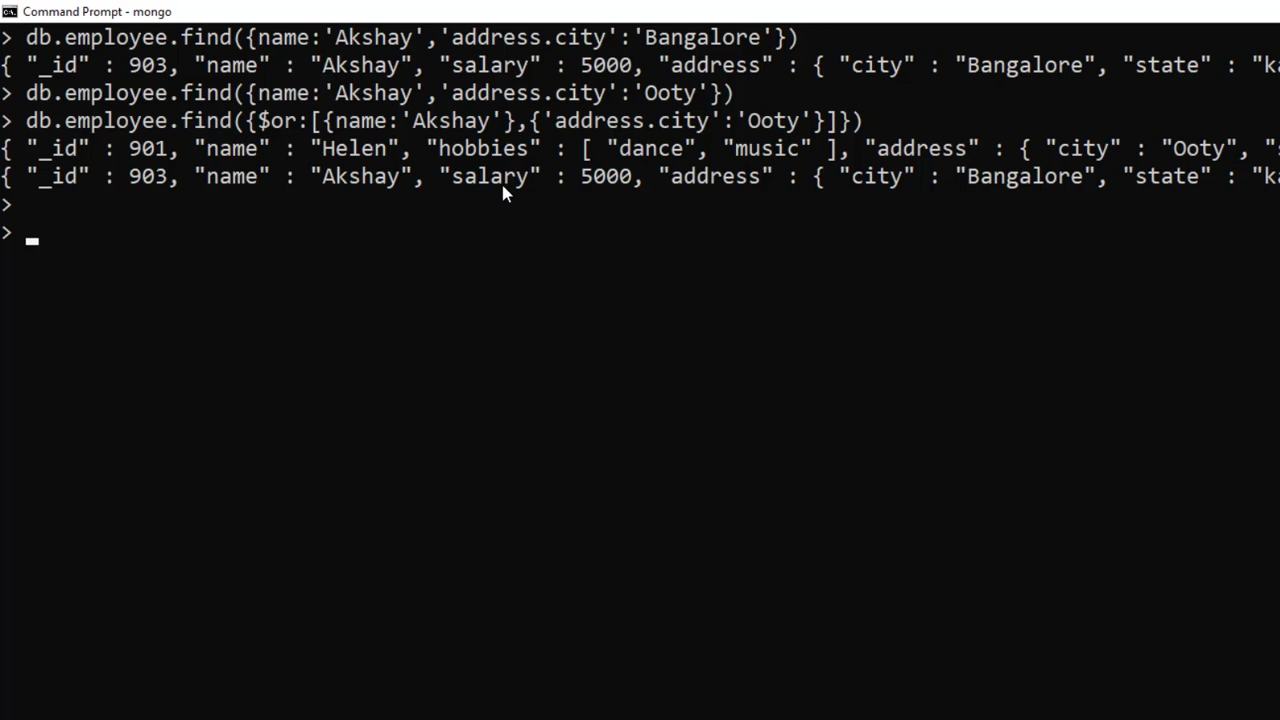 Command Prompt - mongo
> db.employee.find({name:'Akshay','address.city':'Bangalore'})
{ "_id" : 903, "name" : "Akshay", "salary" : 5000, "address" : { "city" : "Bangalore", "state" : "ka
> db.employee.find({name:'Akshay','address.city':'Ooty'})
> db.employee.find({$or:[{name:'Akshay'},{'address.city':'Ooty'}]})
{ "_id" : 901, "name" : "Helen", "hobbies" : [ "dance", "music" ], "address" : { "city" : "Ooty", "s
{ "_id" : 903, "name" : "Akshay", "salary" : 5000, "address" : { "city" : "Bangalore", "state" : "ka
>
>